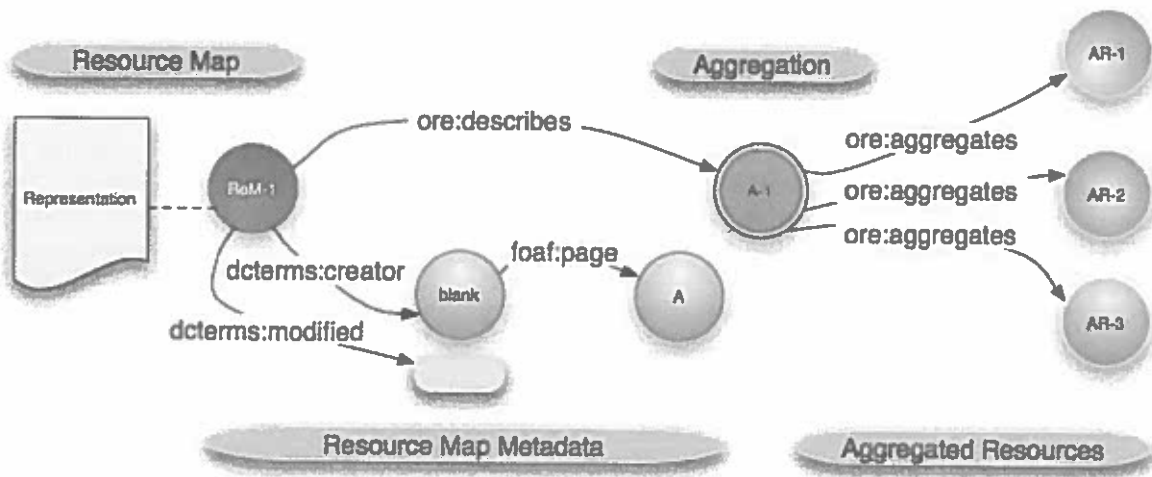 Resource Map
Aggregation
AR-1
ore:describes
ore:aggregates
Representation
ReM-1
A-1
ore:aggregates
AR-2
ore:aggregates
dcterms:creator
foaf:page
blank
A
AR-3
dcterms:modified
Resource Map Metadata
Aggregated Resources